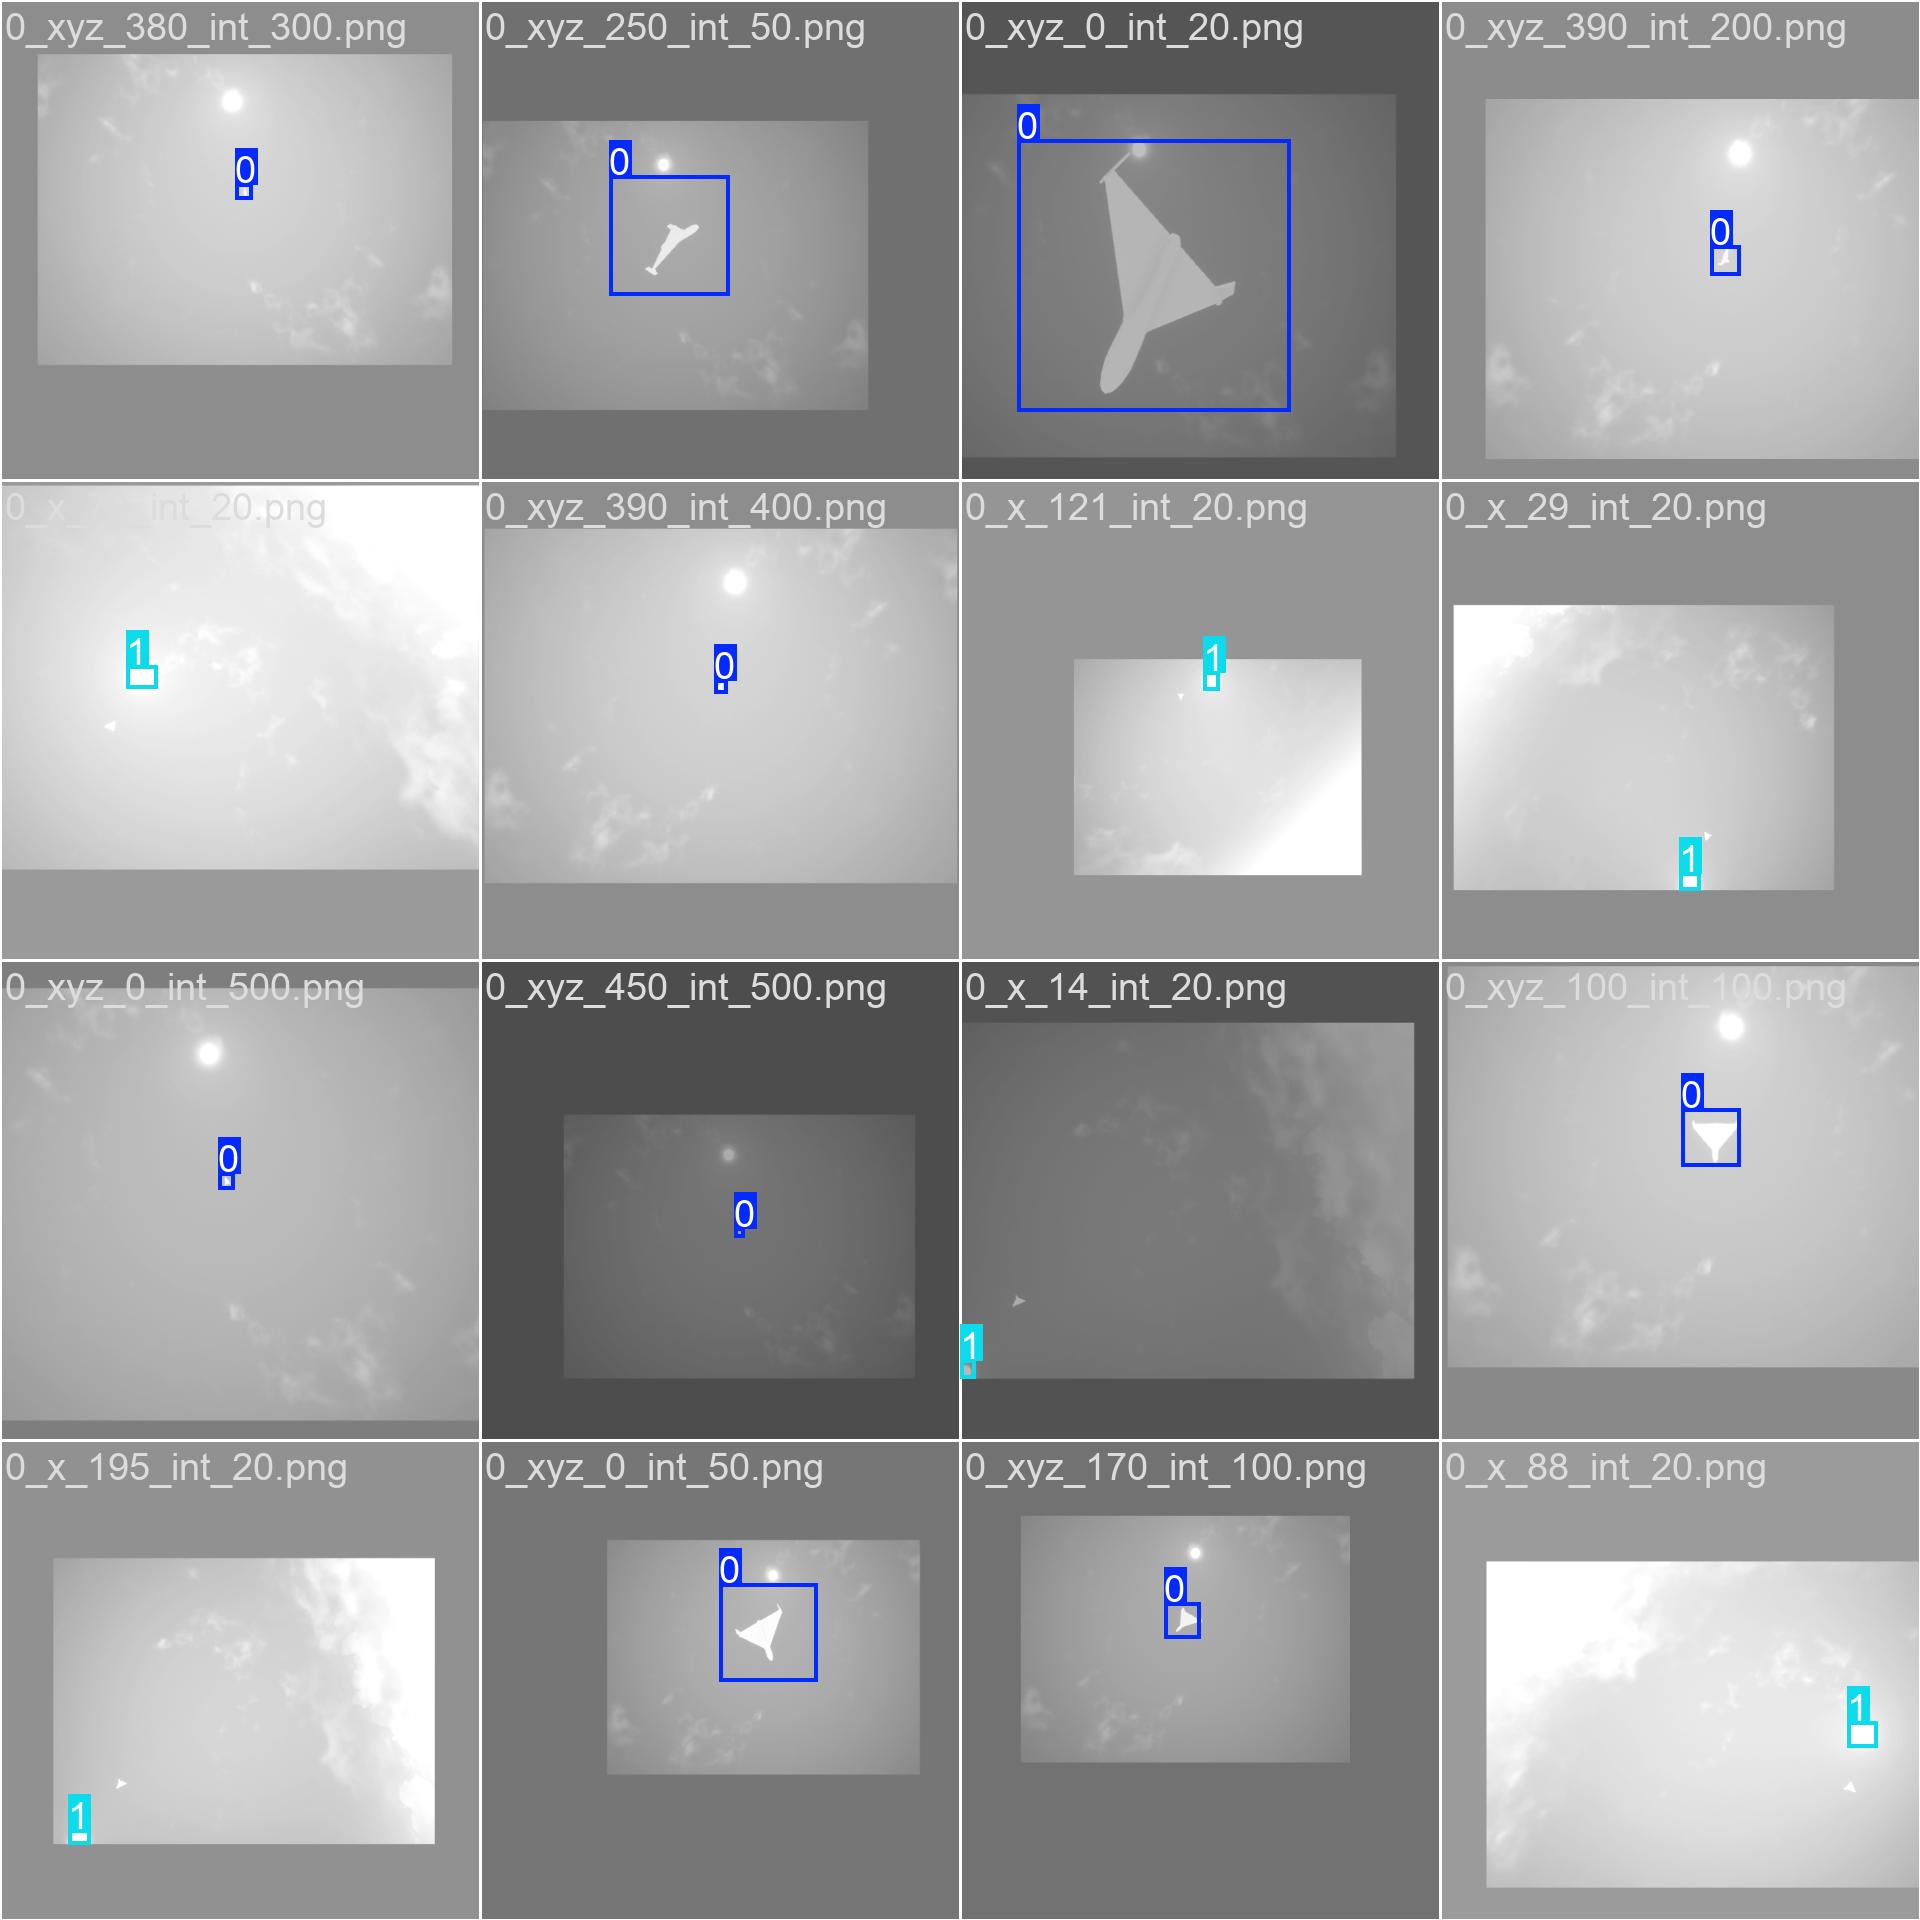 0_xyz_380_int_300.png
0_xyz_250_int_50.png
0_xyz_0_int_20.png
0_xyz_390_int_200.png
0
0
0
0
int_20.png
0_xyz_390_int_400.png
0_x_121_int_20.png
0_x_29_int_20.png
1
0
1
1
0_xyz_0_int_500.png
0_xyz_450_int_500.png
0_x_14_int_20.png
0_xyz_100_int_100.png
0
0
1
0
0_x_195_int_20.png
0_xyz_0_int_50.png
0_xyz_170_int_100.png
0_x_88_int_20.png
1
0
0
1